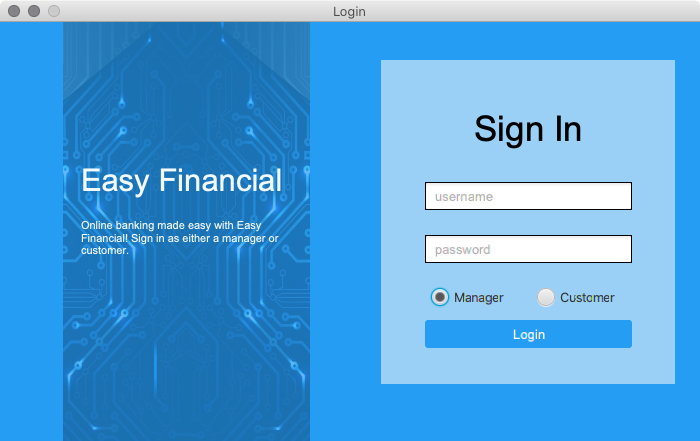 Login
Easy Financial
Online banking made easy with Easy
Financial! Sign in as either a manager or
customer.
Sign In
username
password
Manager
Customer
Login